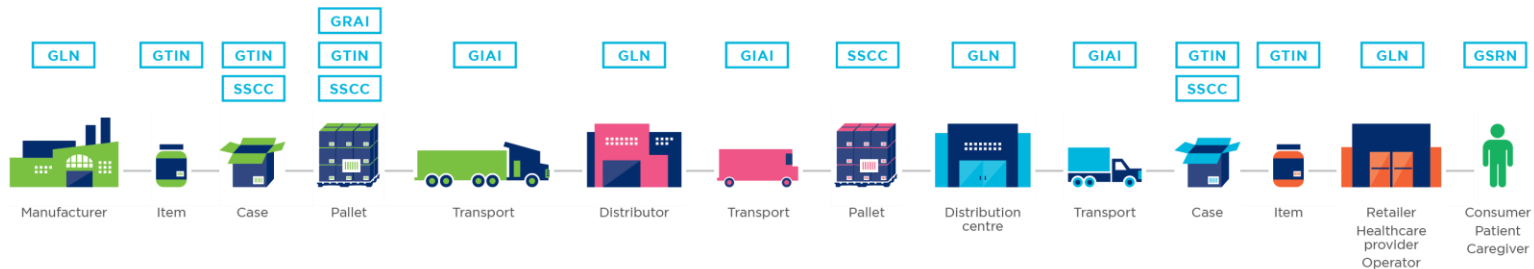 GRAI
GLN GTIN GTIN GTIN GIAI GLN GIAI SSCC GLN GIAI GTIN GTIN GLN GSRN
SSCC SSCC SSCC
Manufacturer Item Case Pallet Transport Distributor Transport Pallet Distribution Transport Case Item Retailer Consumer
centre Healthcare Patient
provider Caregiver
Operator